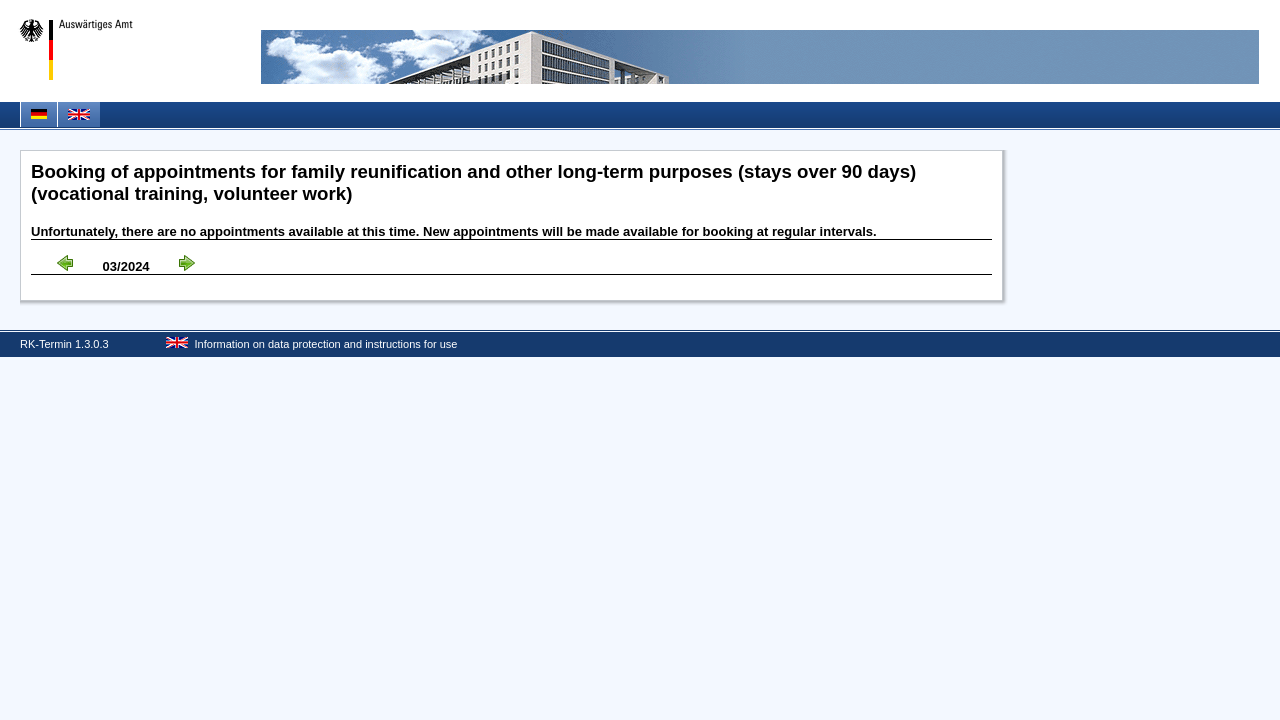 Auswärtiges Amt
Booking of appointments for family reunification and other long-term purposes (stays over 90 days)
(vocational training, volunteer work)
Unfortunately, there are no appointments available at this time. New appointments will be made available for booking at regular intervals.
03/2024
RK-Termin 1.3.0.3 Information on data protection and instructions for use